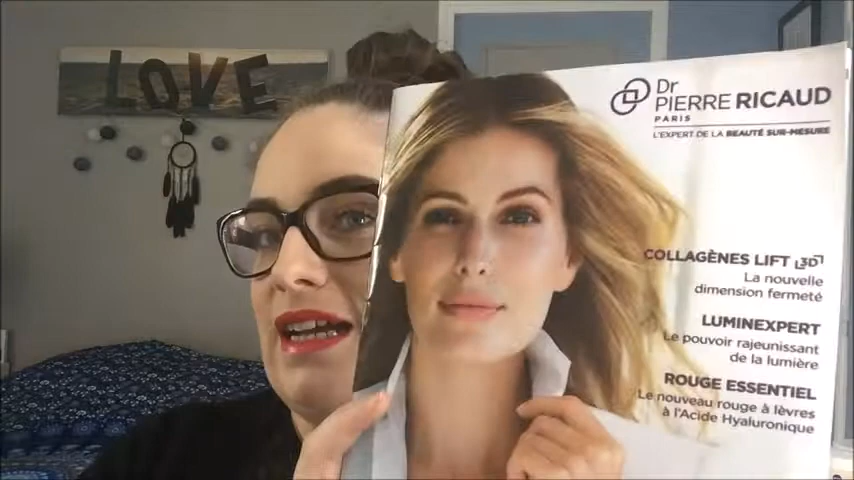 LOVE
Dr
PIERRE RICAUD
PARIS
L'EXPERT DE LA BEAUTÉ SUR-MESURE
COLLAGÈNES LIFT 3D
La nouvelle
dimension fermeté
LUMINEXPERT
Le pouvoir rajeunissant
de la lumière
ROUGE ESSENTIEL
Le nouveau rouge à lèvres
à l'Acide Hyaluronique